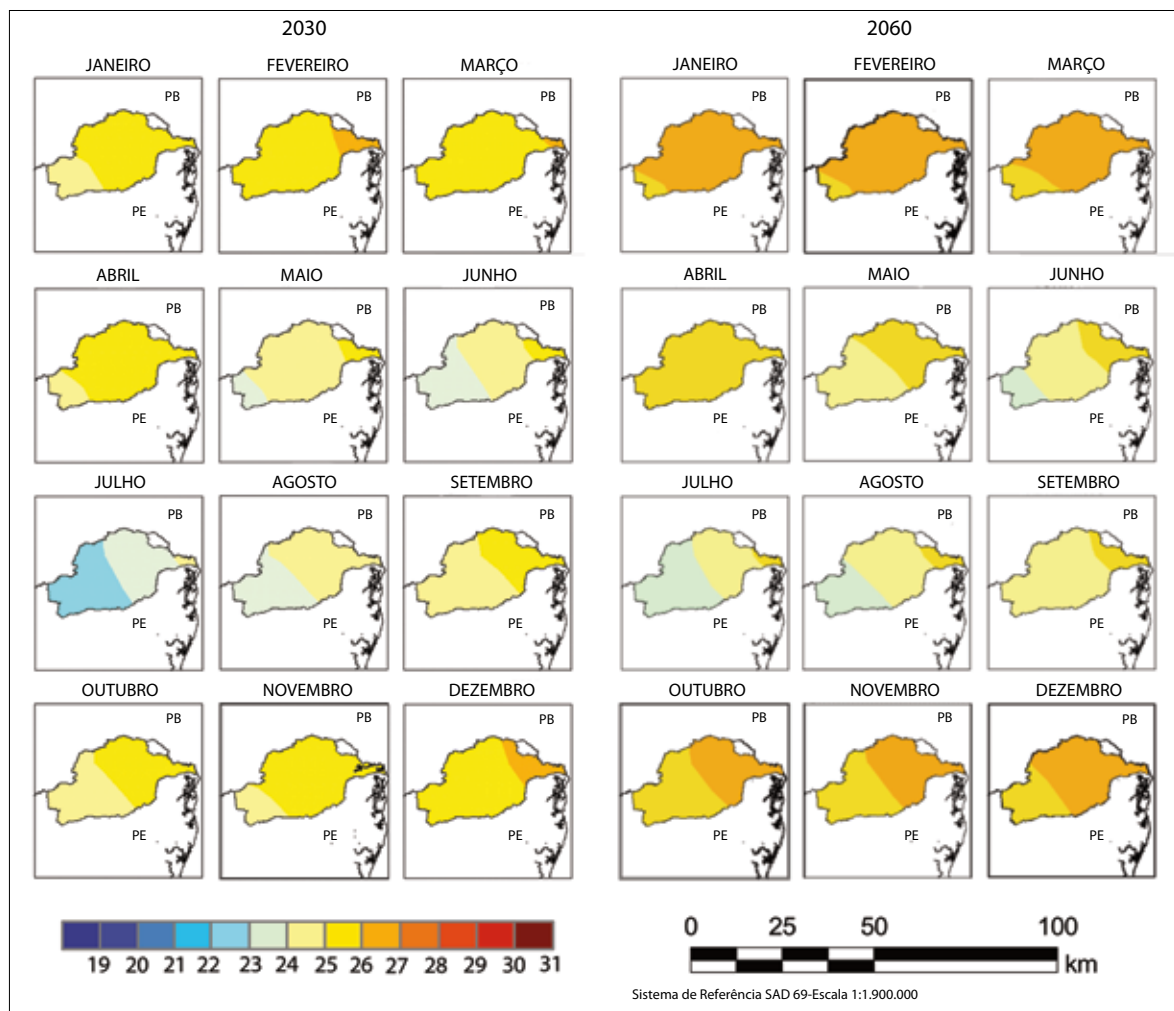 2030
2060
JANEIRO FEVEREIRO MARÇO JANEIRO FEVEREIRO MARÇO
PB PB PB PB PB PB
PE PE PE PE PE PE
ABRIL MAIO JUNHO ABRIL MAIO JUNHO
PB PB PB PB PB PB
PE PE PE PE PE PE
JULHO AGOSTO SETEMBRO JULHO AGOSTO SETEMBRO
PB PB PB PB PB PB
PE PE PE PE PE PE
OUTUBRO NOVEMBRO DEZEMBRO OUTUBRO NOVEMBRO DEZEMBRO
PB PB PB PB PB PB
PE PE PE PE PE PE
19 20 21 22 23 24 25 26 27 28 29 30 31
0 25 50 100
km
Sistema de Referência SAD 69-Escala 1:1.900.000